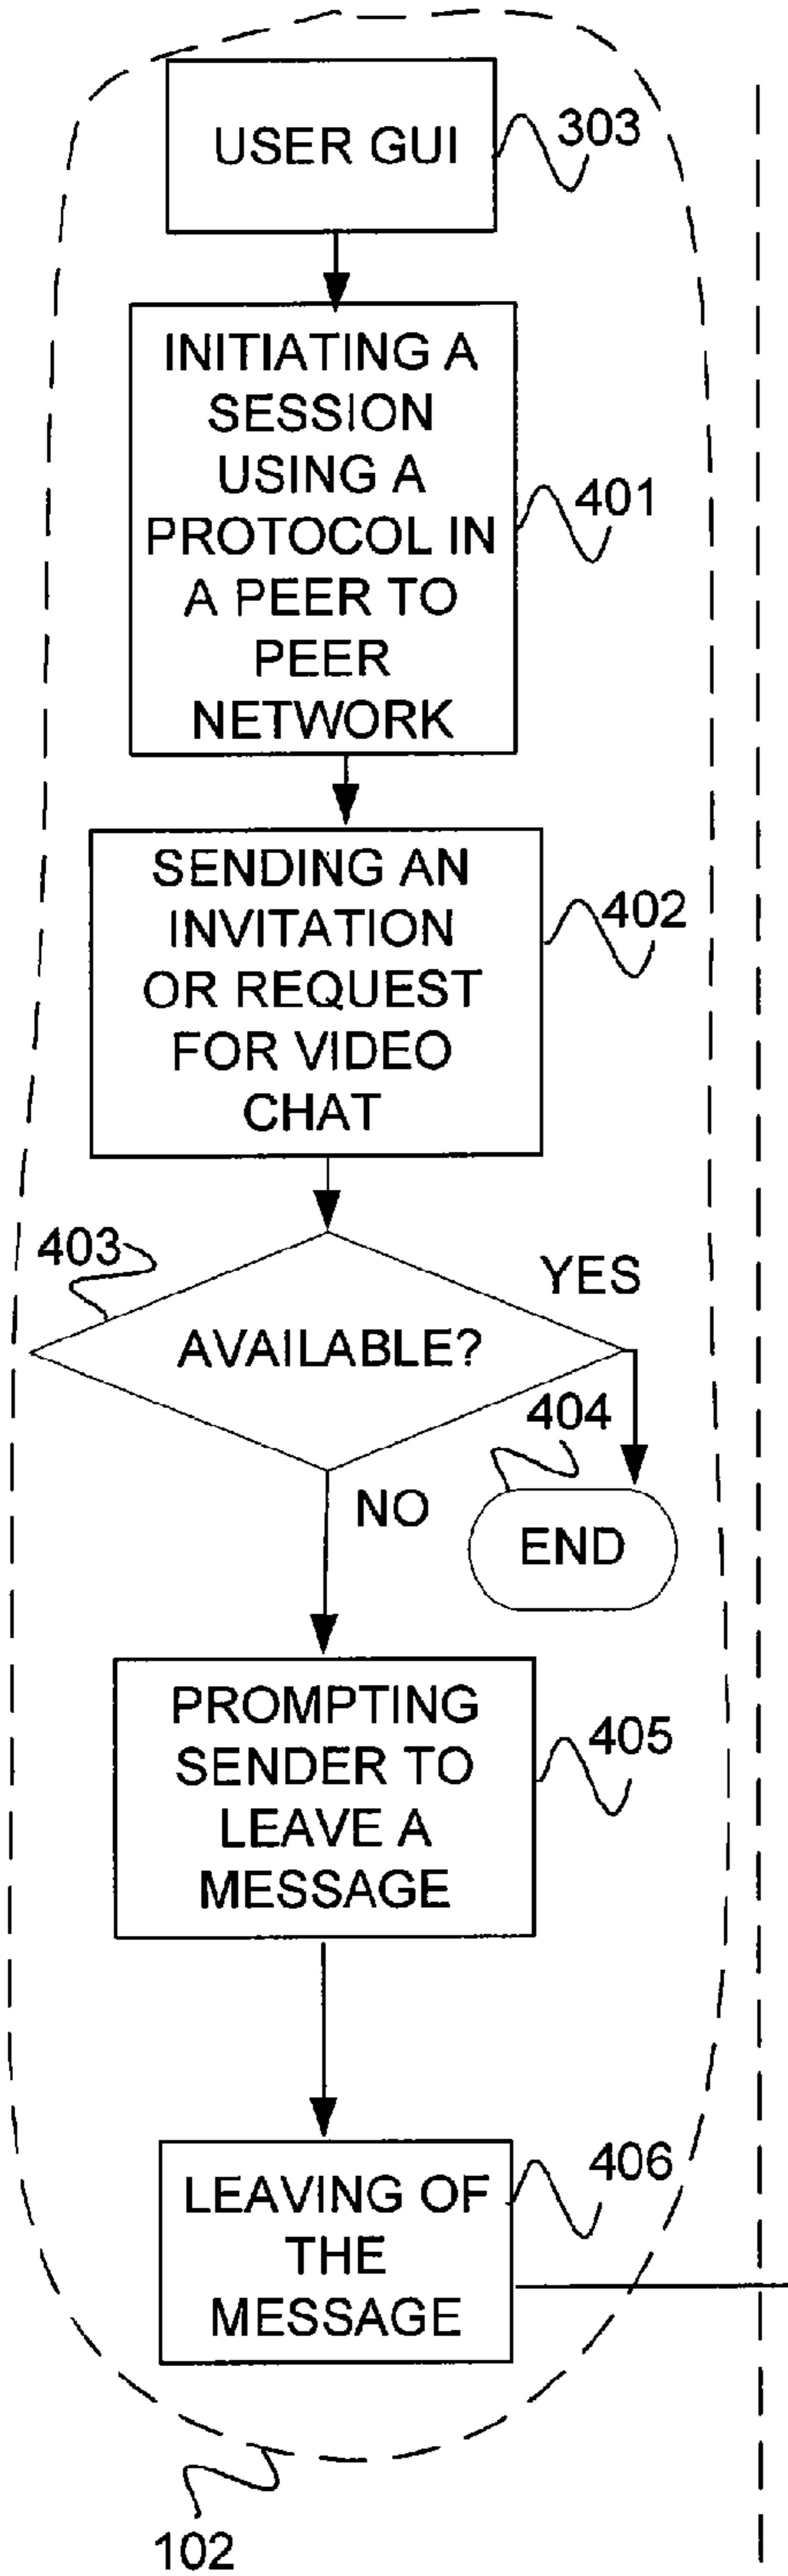 USER GUI
303
INITIATING A
SESSION
USING A
PROTOCOL IN
A PEER TO
PEER
NETWORK
401
SENDING AN
INVITATION
OR REQUEST
FOR VIDEO
CHAT
402
403
YES
AVAILABLE?
404
NO
END
PROMPTING
SENDER TO
LEAVE A
MESSAGE
405
LEAVING OF
THE
MESSAGE
406
102